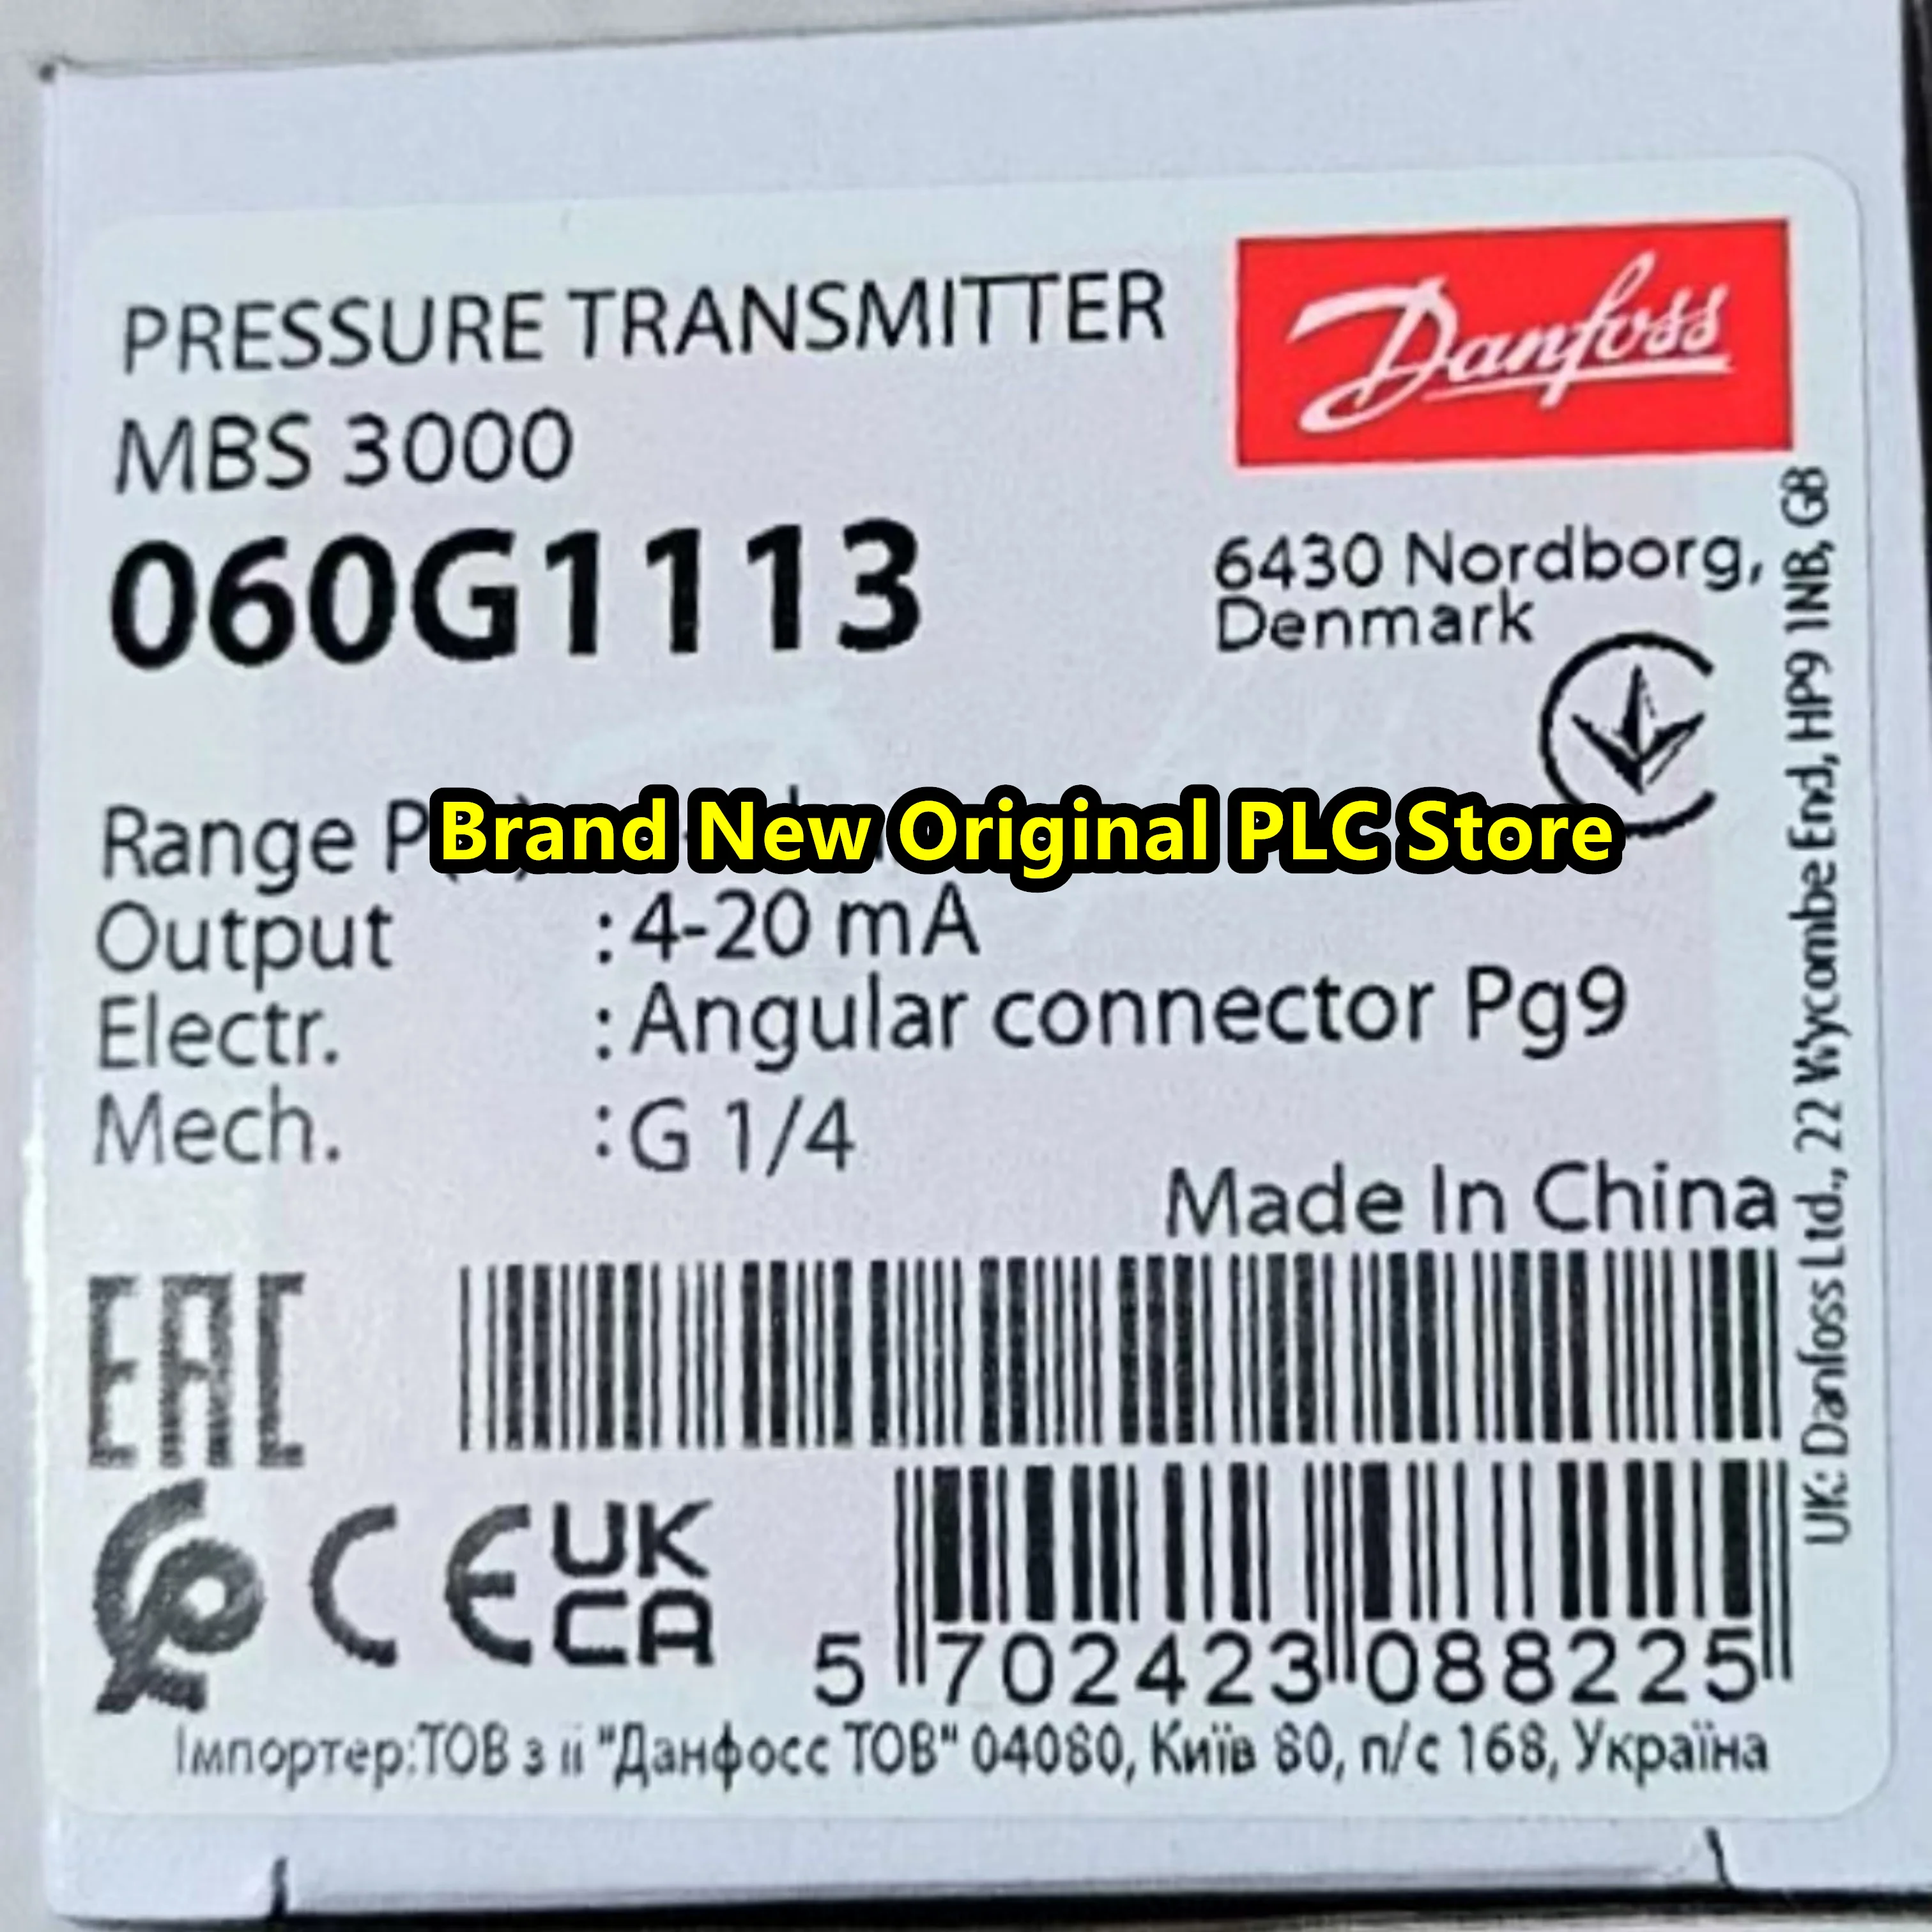 PRESSURE TRANSMITTER
MBS 3000
060G1113
Danfoss
6430 Nordborg,
Denmark
Range
Brand New Original PLC Store
Output : 4-20 mA
Electr. : Angular connector Pg9
Mech. : G 1/4
Made In China
EAC
CE
UK
CA
5 702423 088225
Імпортер:ТОВ з ії "Данфосс ТОВ" 04080, Київ 80, п/с 168, Україна
UK: Danfoss Ltd., 22 Wycombe End, HP9 1NB, GB